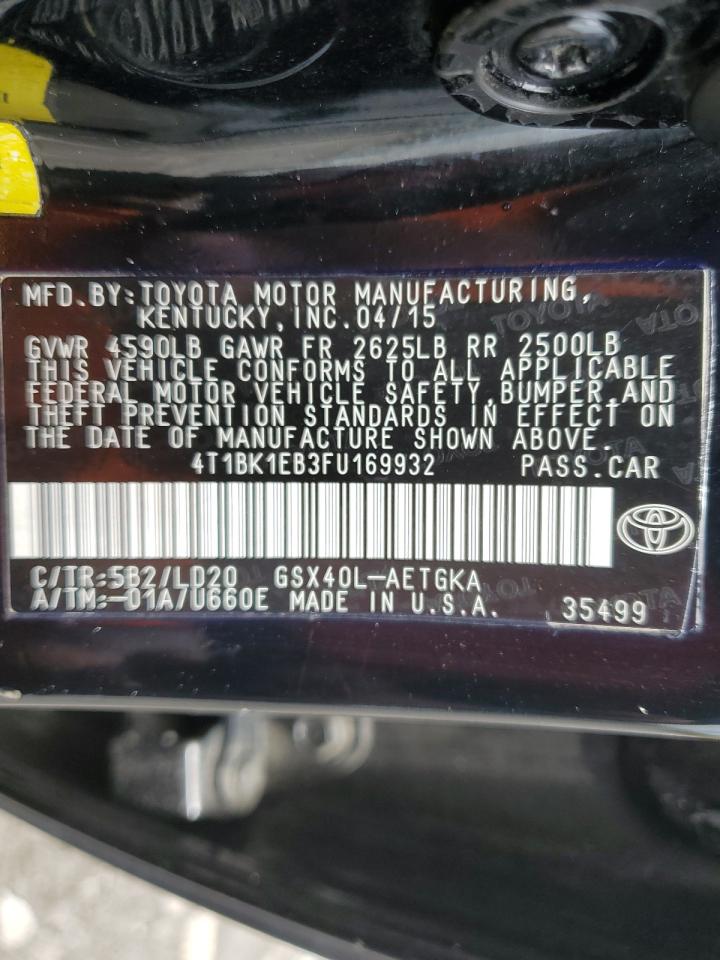 MFD.BY:TOYOTA MOTOR MANUFACTURING,
KENTUCKY,INC.04/15
GVWR 4590LB GAWR FR 2625LB RR 2500LB
THIS VEHICLE CONFORMS TO ALL APPLICABLE
FEDERAL MOTOR VEHICLE SAFETY,BUMPER,AND
THEFT PREVENTION STANDARDS IN EFFECT ON
THE DATE OF MANUFACTURE SHOWN ABOVE.
4T1BK1EB3FU169932 PASS.CAR
C/TR:5B2/LD20 GSX40L-AETGKA
A/TM:-01A/U660E MADE IN U.S.A. 35499